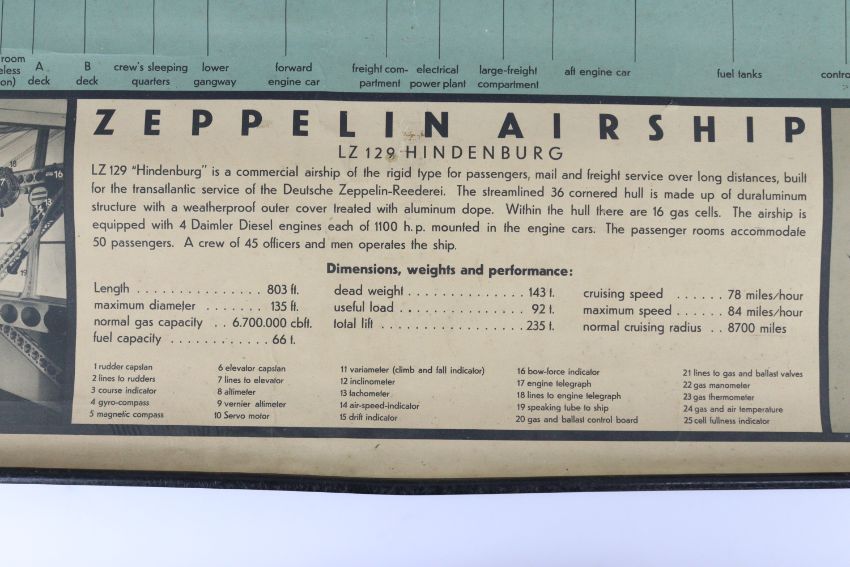 room
A
B
crew's sleeping
lower
forward
freight com-
electrical
large-freight
aft engine car
fuel tanks
deck
deck
quarters
gangway
engine car
partment
power plant
compartment
ZEPPELIN AIRSHIP
LZ 129 HINDENBURG
LZ 129 "Hindenburg" is a commercial airship of the rigid type for passengers, mail and freight service over long distances, built
for the transatlantic service of the Deutsche Zeppelin-Reederei. The streamlined 36 cornered hull is made up of duraluminum
structure with a weatherproof outer cover treated with aluminum dope. Within the hull there are 16 gas cells. The airship is
equipped with 4 Daimler Diesel engines each of 1100 h.p. mounted in the engine cars. The passenger rooms accommodate
50 passengers. A crew of 45 officers and men operates the ship.
Dimensions, weights and performance:
Length . . . . . . . . . . . . . . . 803 ft.
maximum diameter . . . . . . . 135 ft.
normal gas capacity . . 6.700.000 cbft.
fuel capacity . . . . . . . . . . . . 66 t.
dead weight . . . . . . . . . . . . . 143 t.
useful load . . . . . . . . . . . . . . 92 t.
total lift . . . . . . . . . . . . . . . . 235 t.
cruising speed . . . . . . 78 miles/hour
maximum speed . . . . . . 84 miles/hour
normal cruising radius . . 8700 miles
1 rudder capstan
2 lines to rudders
3 course indicator
4 gyro-compass
5 magnetic compass
6 elevator capstan
7 lines to elevator
8 altimeter
9 vernier altimeter
10 Servo motor
11 variameter (climb and fall indicator)
12 inclinometer
13 tachometer
14 air-speed-indicator
15 drift indicator
16 bow-force indicator
17 engine telegraph
18 lines to engine telegraph
19 speaking tube to ship
20 gas and ballast control board
21 lines to gas and ballast valves
22 gas manometer
23 gas thermometer
24 gas and air temperature
25 cell fullness indicator
18
16
19